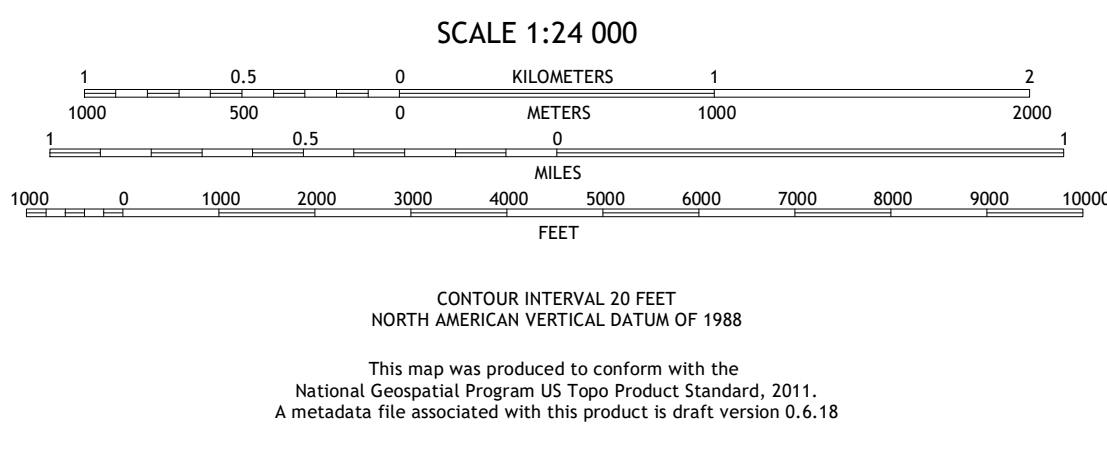 SCALE 1:24 000
1 0.5 0 KILOMETERS 1 2
1000 500 0 METERS 1000 2000
1 0.5 0 1
MILES
1000 0 1000 2000 3000 4000 5000 6000 7000 8000 9000 10000
FEET
CONTOUR INTERVAL 20 FEET
NORTH AMERICAN VERTICAL DATUM OF 1988
This map was produced to conform with the
National Geospatial Program US Topo Product Standard, 2011.
A metadata file associated with this product is draft version 0.6.18